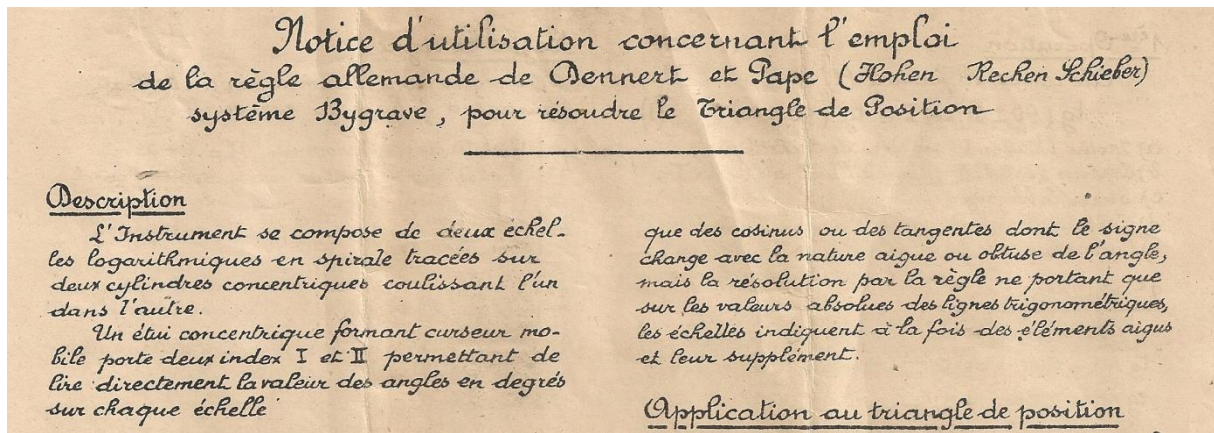 Notice d'utilisation concernant l'emploi
de la règle allemande de Dennert et Pape (Hohen Rechen Schieber)
système Bygrave, pour résoudre le Triangle de Position
Description
L'Instrument se compose de deux échel-
les logarithmiques en spirale tracées sur
deux cylindres concentriques coulissant l'un
dans l'autre.
Un étui concentrique formant curseur mo-
bile porte deux index I et II permettant de
lire directement la valeur des angles en degrés
sur chaque échelle
que des cosinus ou des tangentes dont le signe
change avec la nature aigue ou obtuse de l'angle,
mais la résolution par la règle ne portant que
sur les valeurs absolues des lignes trigonométriques,
les échelles indiquent à la fois des éléments aigus
et leur supplément.
Application au triangle de position